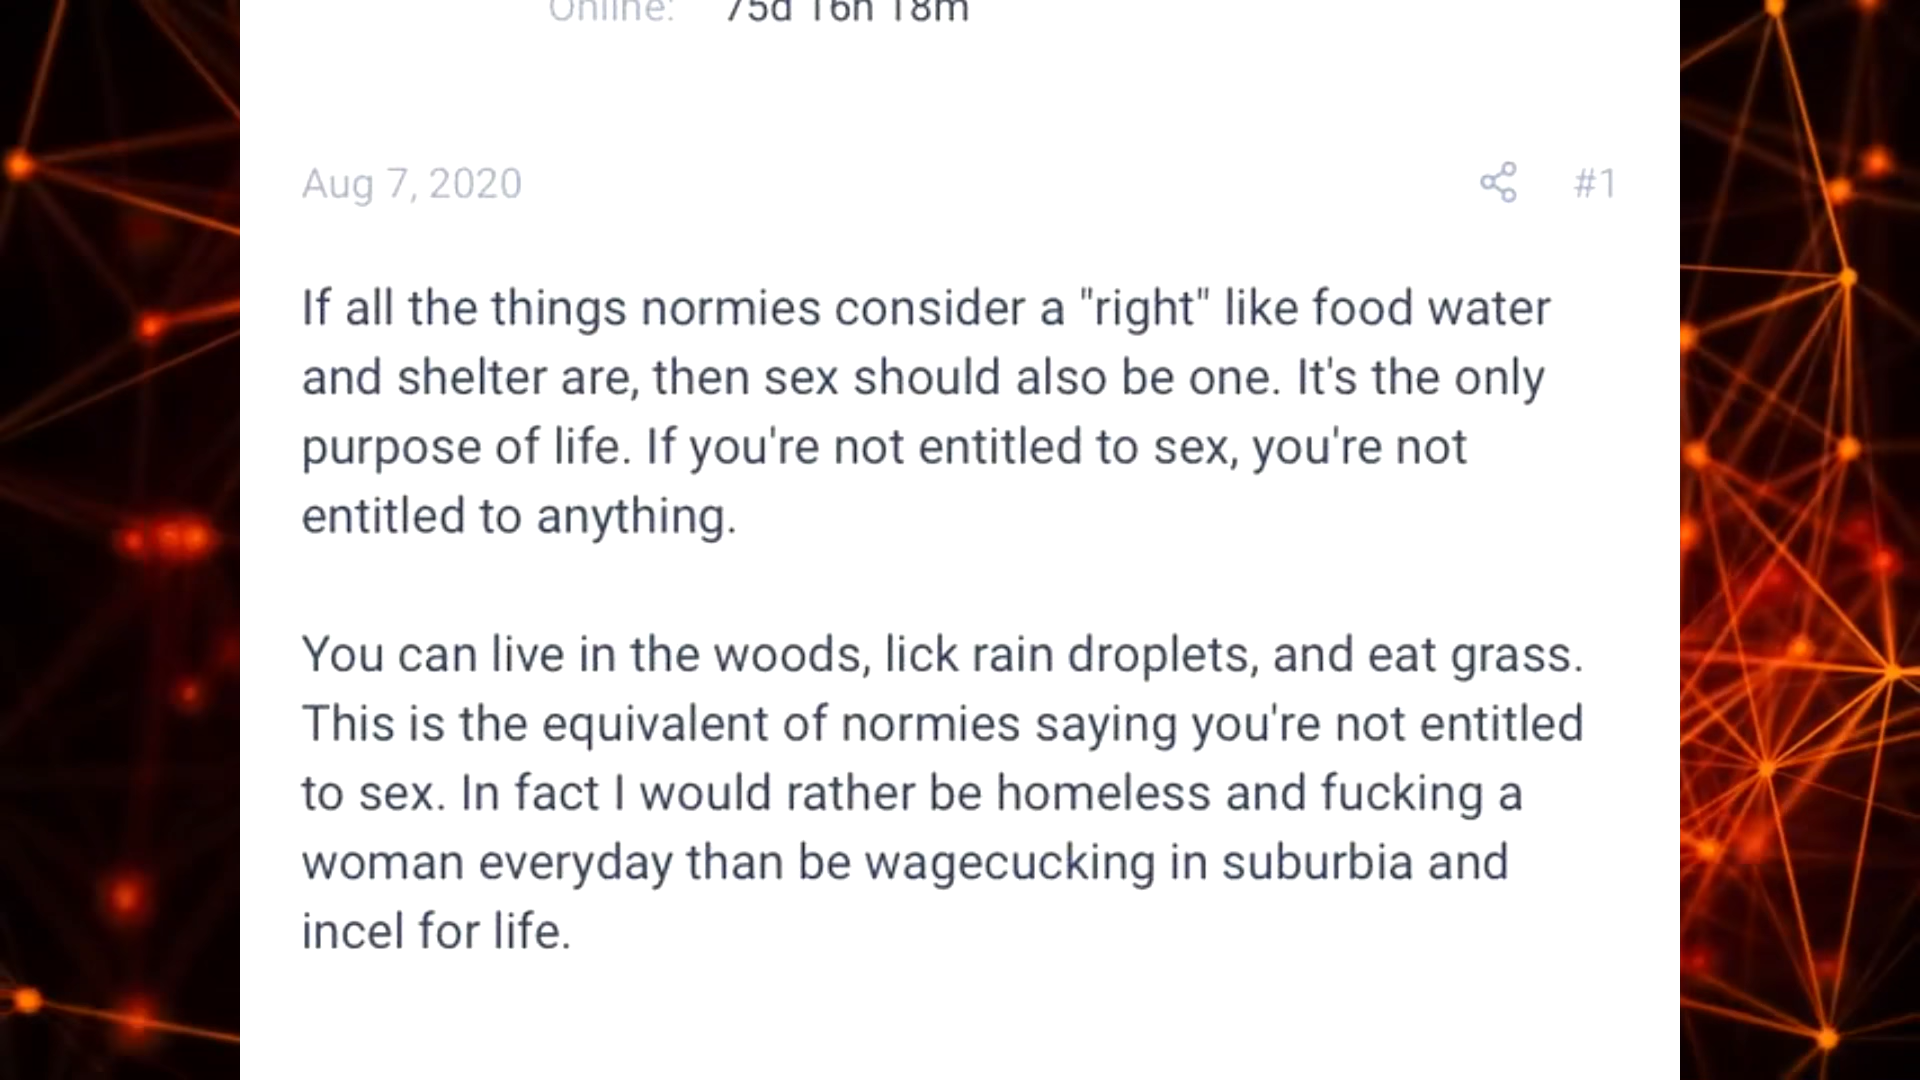 Online: 75d 16h 18m
Aug 7, 2020 #1
If all the things normies consider a "right" like food water
and shelter are, then sex should also be one. It's the only
purpose of life. If you're not entitled to sex, you're not
entitled to anything.
You can live in the woods, lick rain droplets, and eat grass.
This is the equivalent of normies saying you're not entitled
to sex. In fact I would rather be homeless and fucking a
woman everyday than be wagecucking in suburbia and
incel for life.